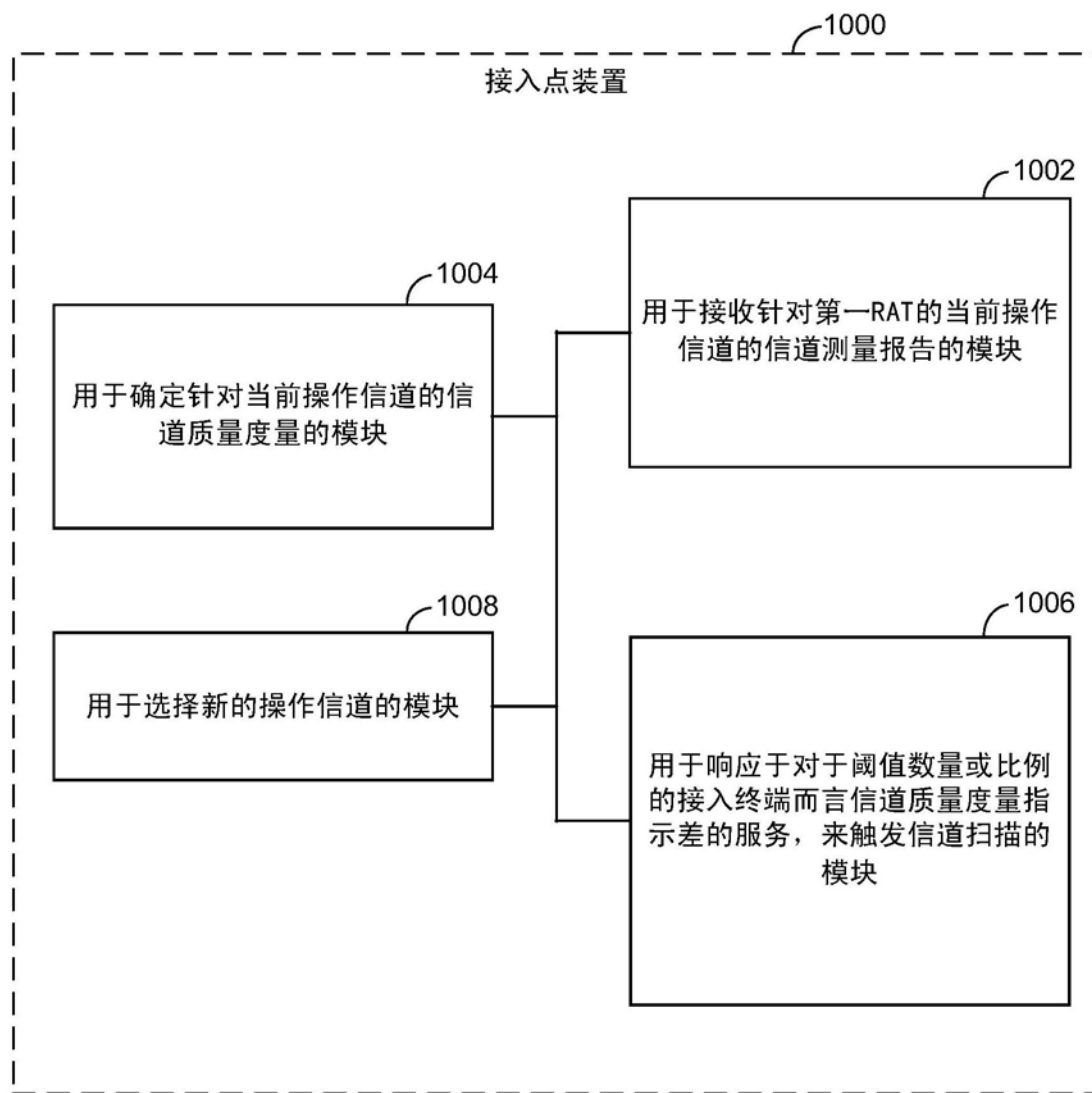 1000
接入点装置
1002
用于接收针对第一RAT的当前操作
信道的信道测量报告的模块
1004
用于确定针对当前操作信道的信
道质量度量的模块
1008
用于选择新的操作信道的模块
1006
用于响应于对于阈值数量或比例
的接入终端而言信道质量度量指
示差的服务，来触发信道扫描的
模块